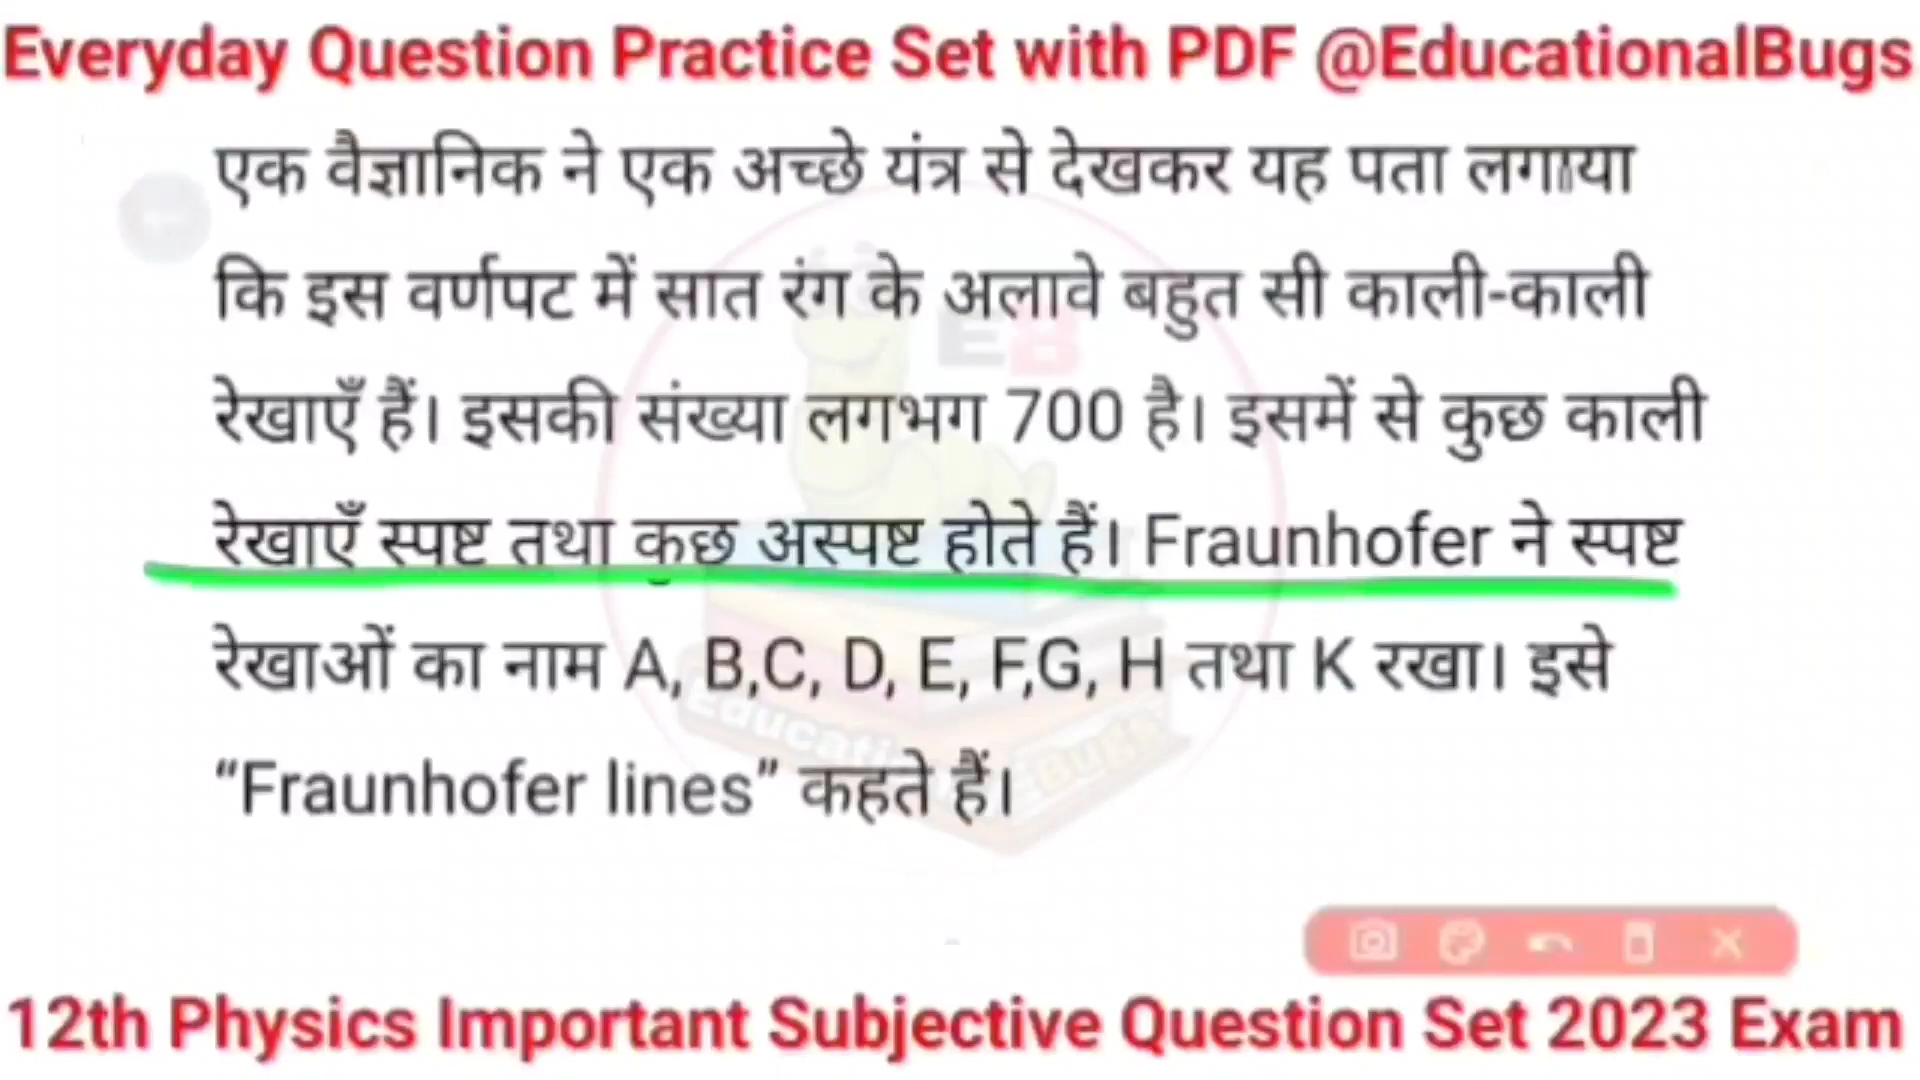 Everyday Question Practice Set with PDF @EducationalBugs
एक वैज्ञानिक ने एक अच्छे यंत्र से देखकर यह पता लगाया
कि इस वर्णपट में सात रंग के अलावे बहुत सी काली-काली
रेखाएँ हैं। इसकी संख्या लगभग 700 है। इसमें से कुछ काली
रेखाएँ स्पष्ट तथा कुछ अस्पष्ट होते हैं। Fraunhofer ने स्पष्ट
रेखाओं का नाम A, B,C, D, E, F,G, H तथा K रखा। इसे
“Fraunhofer lines” कहते हैं।
EB
12th Physics Important Subjective Question Set 2023 Exam